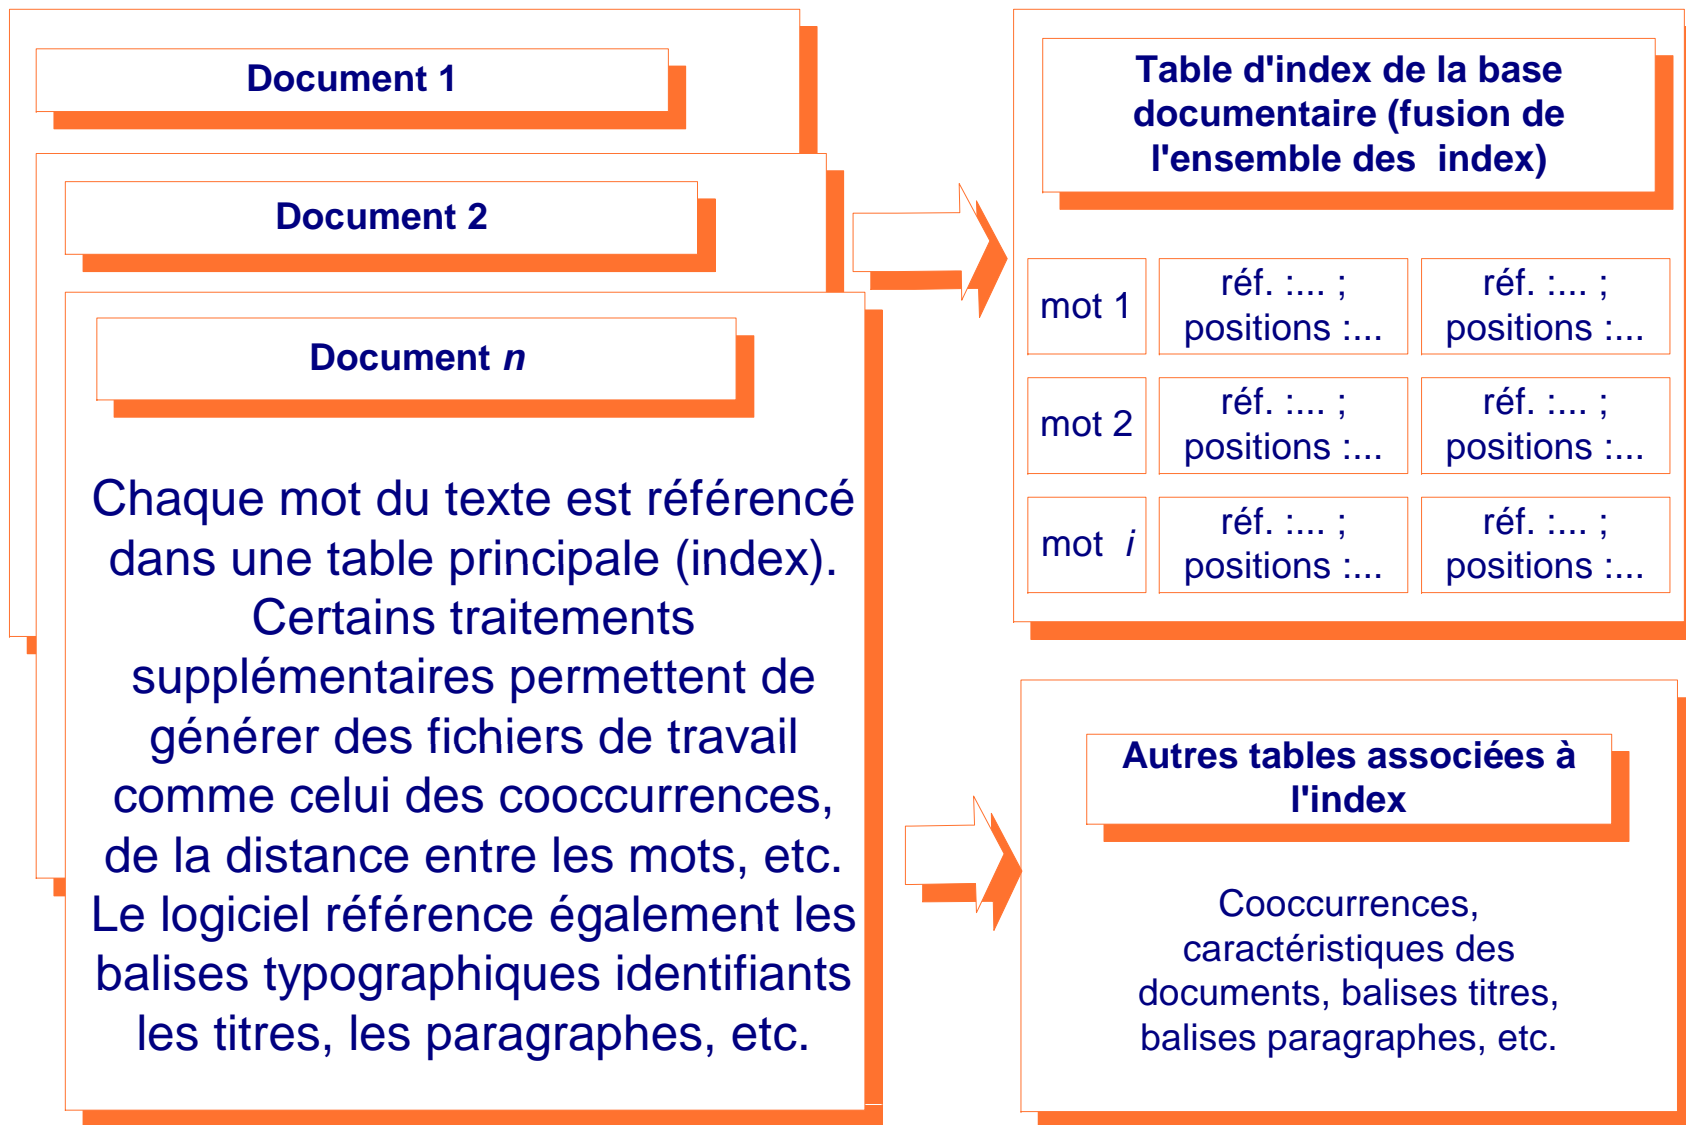 Document 1
Document 2
Document n
Chaque mot du texte est référencé
dans une table principale (index).
Certains traitements
supplémentaires permettent de
générer des fichiers de travail
comme celui des cooccurrences,
de la distance entre les mots, etc.
Le logiciel référence également les
balises typographiques identifiants
les titres, les paragraphes, etc.
Table d'index de la base
documentaire (fusion de
l'ensemble des  index)
mot 1
réf. :... ;
positions :...
réf. :... ;
positions :...
mot 2
réf. :... ;
positions :...
réf. :... ;
positions :...
mot  i
réf. :... ;
positions :...
réf. :... ;
positions :...
Autres tables associées à
l'index
Cooccurrences,
caractéristiques des
documents, balises titres,
balises paragraphes, etc.